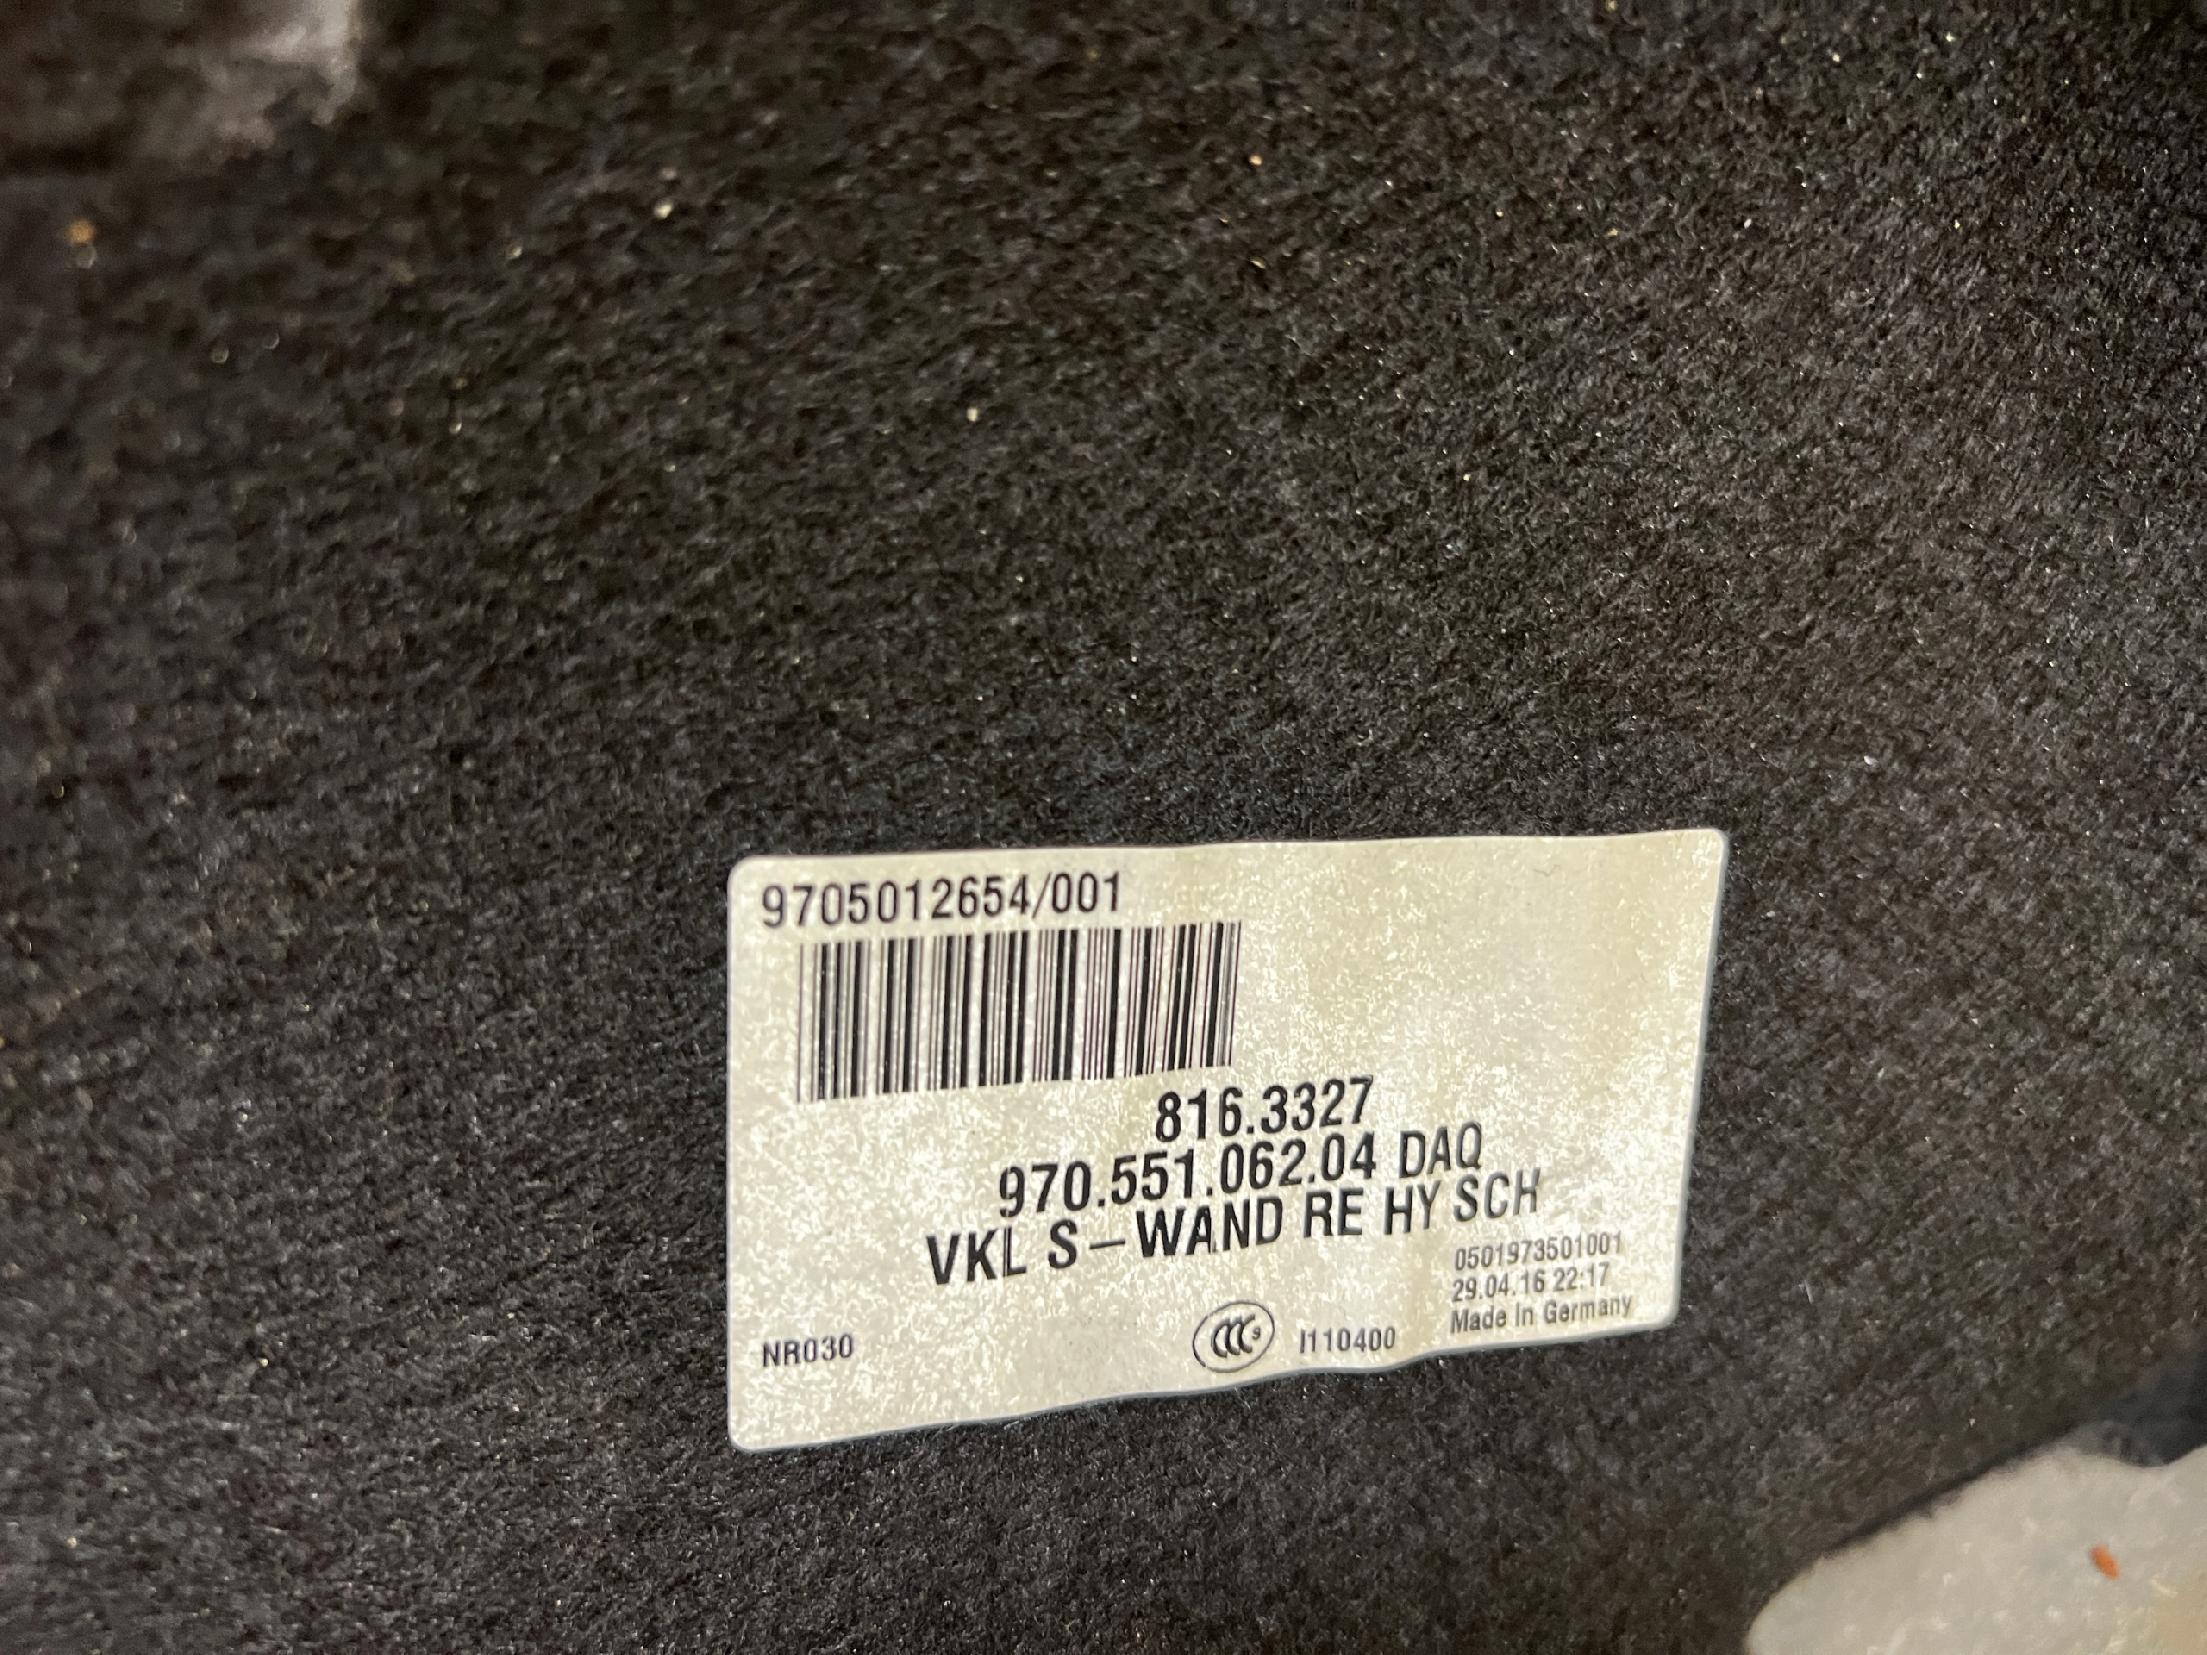 9705012654/001
816.3327
970.551.062.04 DAQ
VKL S-WAND RE HY SCH
0501973501001
29.04.16 22:17
Made In Germany
NR030
CCC S
I110400